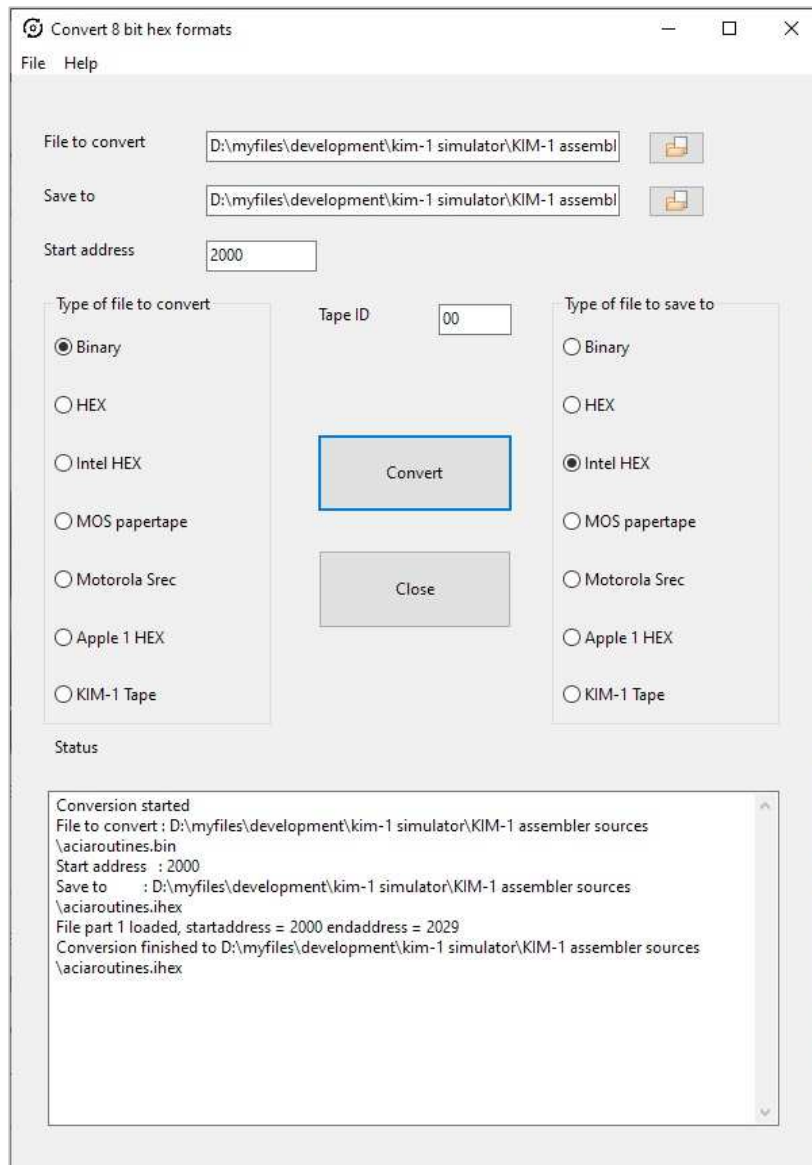 Convert 8 bit hex formats
File Help
File to convert D:\myfiles\development\kim-1 simulator\KIM-1 assembl
Save to D:\myfiles\development\kim-1 simulator\KIM-1 assembl
Start address 2000
Type of file to convert
Binary
HEX
Intel HEX
MOS papertape
Motorola Srec
Apple 1 HEX
KIM-1 Tape
Tape ID 00
Convert
Close
Type of file to save to
Binary
HEX
Intel HEX
MOS papertape
Motorola Srec
Apple 1 HEX
KIM-1 Tape
Status
Conversion started
File to convert : D:\myfiles\development\kim-1 simulator\KIM-1 assembler sources
\aciaroutines.bin
Start address : 2000
Save to : D:\myfiles\development\kim-1 simulator\KIM-1 assembler sources
\aciaroutines.ihex
File part 1 loaded, startaddress = 2000 endaddress = 2029
Conversion finished to D:\myfiles\development\kim-1 simulator\KIM-1 assembler sources
\aciaroutines.ihex